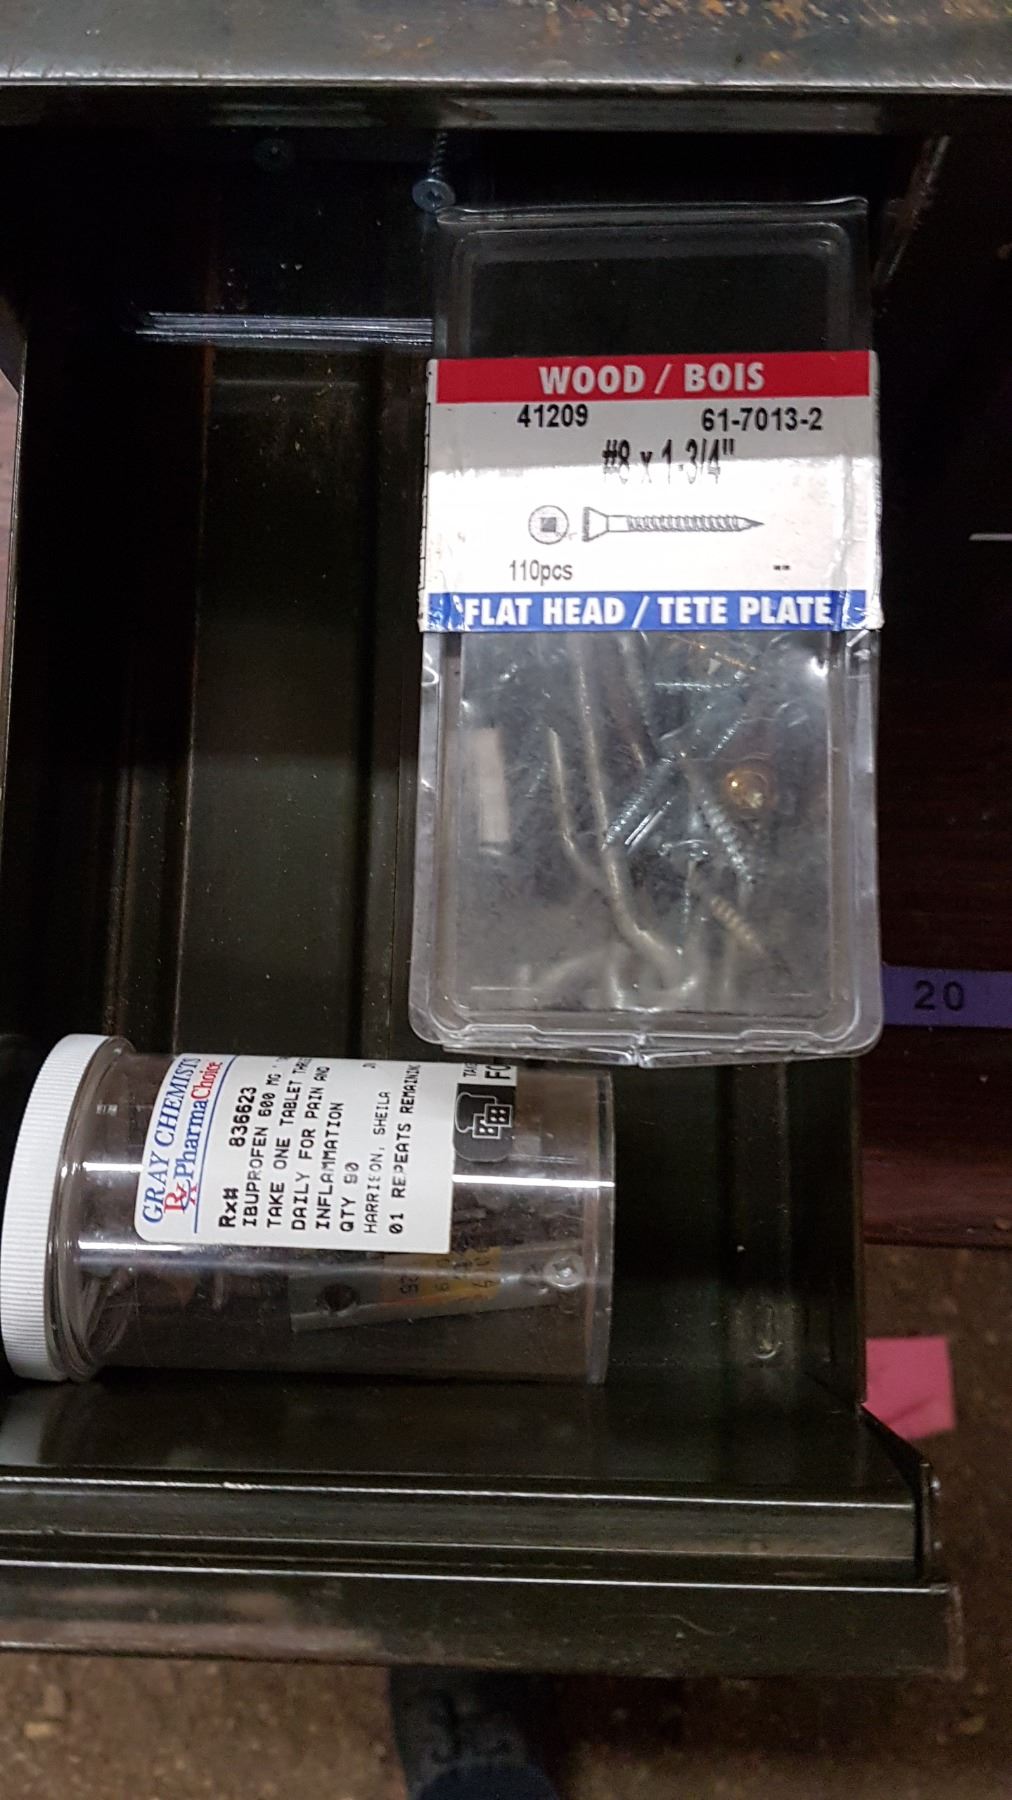 WOOD / BOIS
41209 61-7013-2
#8 x 1-3/4"
110pcs --
FLAT HEAD / TETE PLATE
20
GRAY CHEMISTS
Rx PharmaChoice
Rx# 836623
IBUPROFEN 600 MG
TAKE ONE TABLET
DAILY FOR PAIN AND
INFLAMMATION
QTY 90
HARRISON, SHEILA
01 REPEATS REMAINING